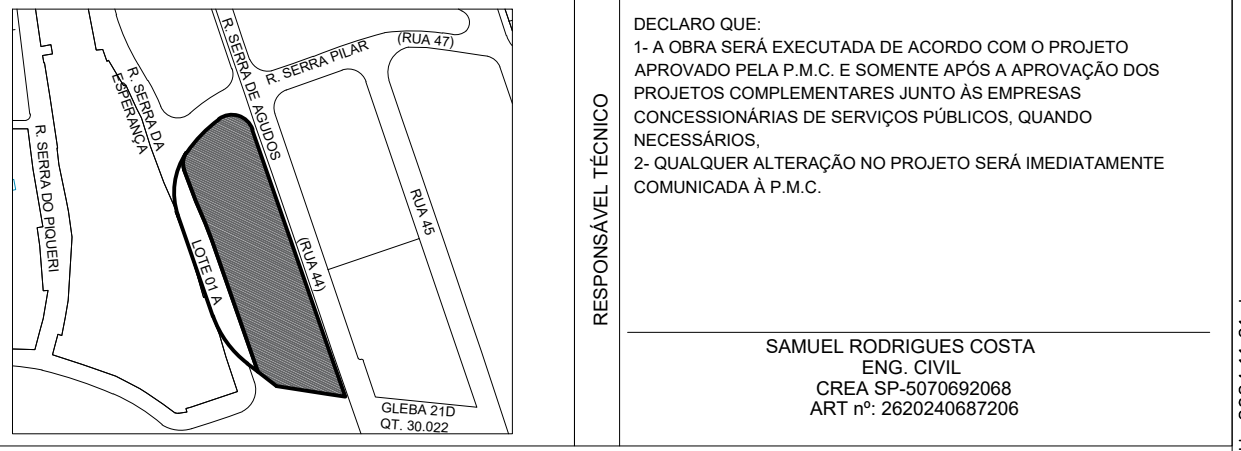 R. SERRA DO PIQUERI
R. SERRA DA
ESPERANÇA
R. SERRA DE AGUDOS
(RUA 44)
R. SERRA PILAR
(RUA 47)
RUA 45
LOTE 01 A
GLEBA 21D
QT. 30.022
RESPONSÁVEL TÉCNICO
DECLARO QUE:
1- A OBRA SERÁ EXECUTADA DE ACORDO COM O PROJETO
APROVADO PELA P.M.C. E SOMENTE APÓS A APROVAÇÃO DOS
PROJETOS COMPLEMENTARES JUNTO ÀS EMPRESAS
CONCESSIONÁRIAS DE SERVIÇOS PÚBLICOS, QUANDO
NECESSÁRIOS,
2- QUALQUER ALTERAÇÃO NO PROJETO SERÁ IMEDIATAMENTE
COMUNICADA À P.M.C.
SAMUEL RODRIGUES COSTA
ENG. CIVIL
CREA SP-5070692068
ART nº: 2620240687206